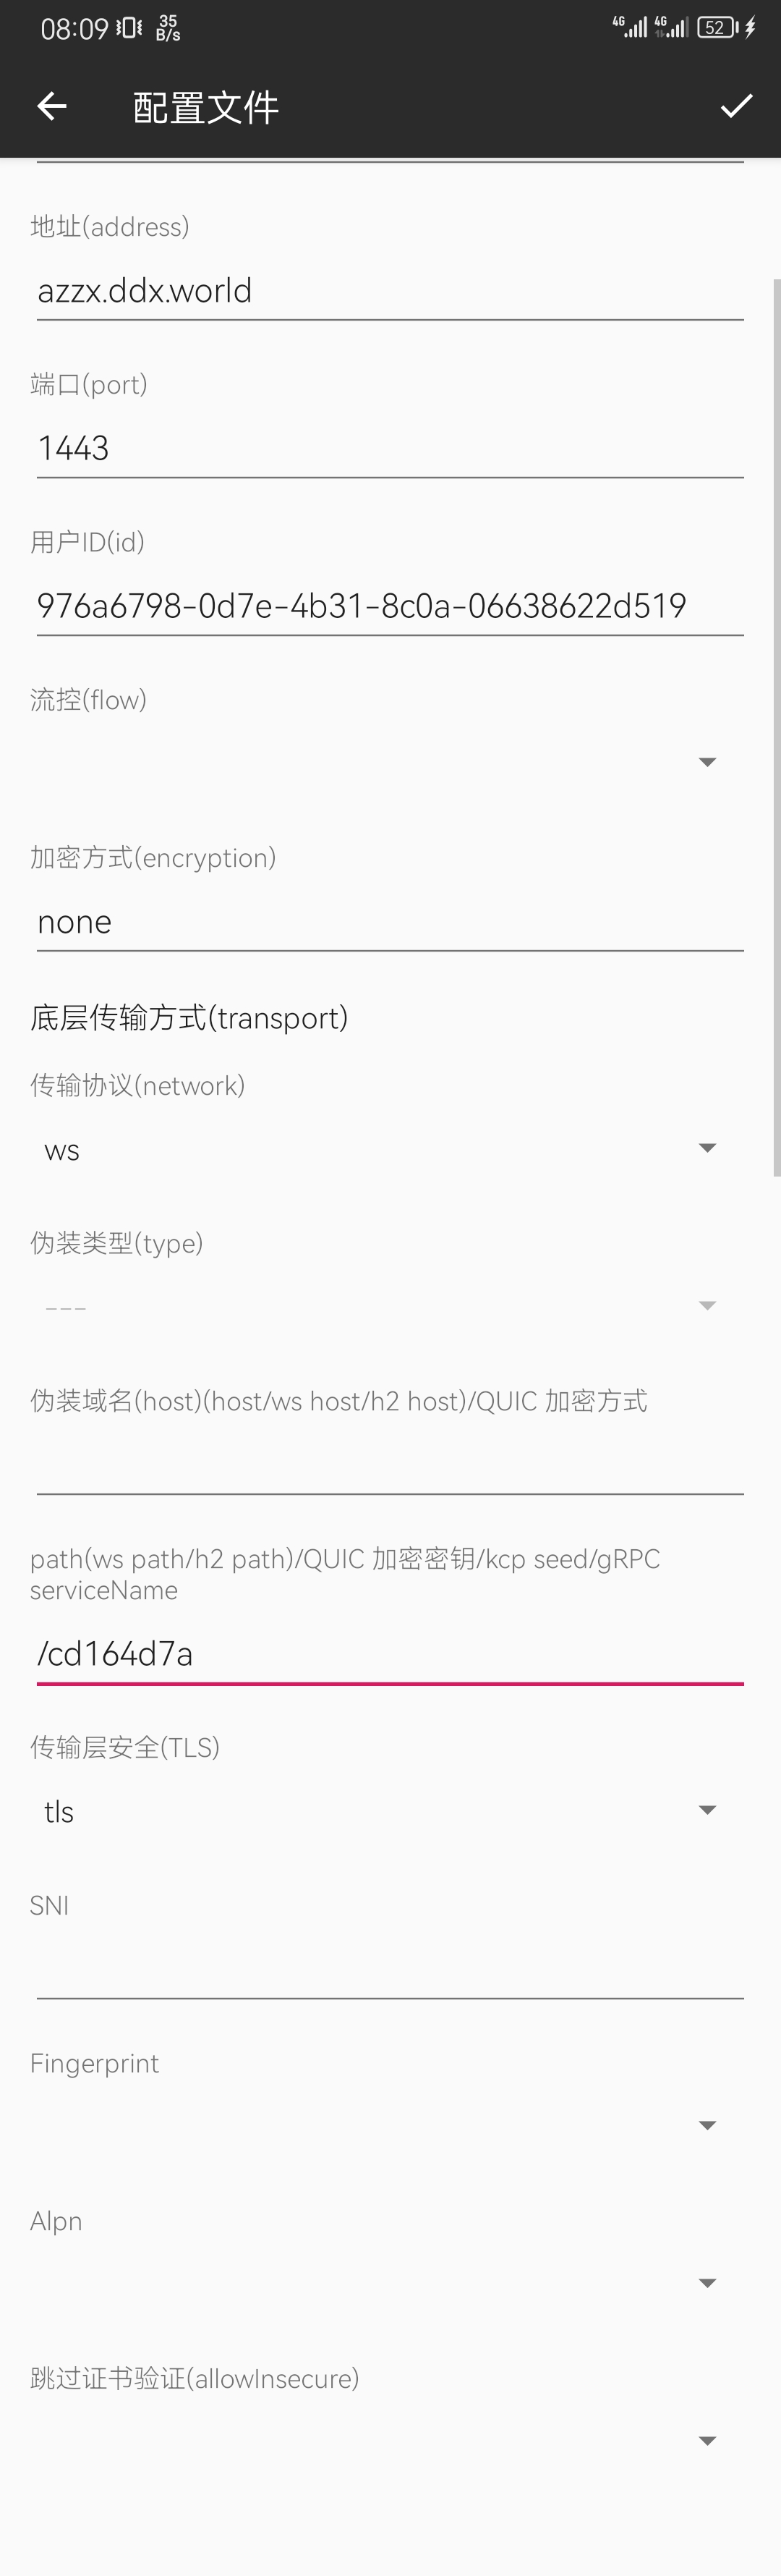 08:09
35
B/s
4G
4G
52
配置文件
地址(address)
azzx.ddx.world
端口(port)
1443
用户ID(id)
976a6798-0d7e-4b31-8c0a-06638622d519
流控(flow)
加密方式(encryption)
none
底层传输方式(transport)
传输协议(network)
ws
伪装类型(type)
---
伪装域名(host)(host/ws host/h2 host)/QUIC 加密方式
path(ws path/h2 path)/QUIC 加密密钥/kcp seed/gRPC
serviceName
/cd164d7a
传输层安全(TLS)
tls
SNI
Fingerprint
Alpn
跳过证书验证(allowInsecure)